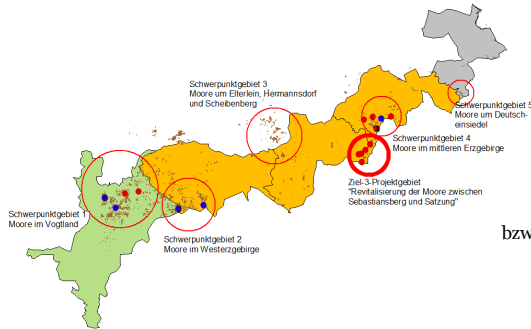 Schwerpunktgebiet 3
Moore um Elterlein, Hermannsdorf
und Scheibenberg
Schwerpunktgebiet 5
Moore um Deutsch-
einsiedel
Schwerpunktgebiet 4
Moore im mittleren Erzgebirge
Ziel-3-Projektgebiet
"Revitalisierung der Moore zwischen
Sebastiansberg und Satzung"
Schwerpunktgebiet 1
Moore im Vogtland
Schwerpunktgebiet 2
Moore im Westerzgebirge
bzw